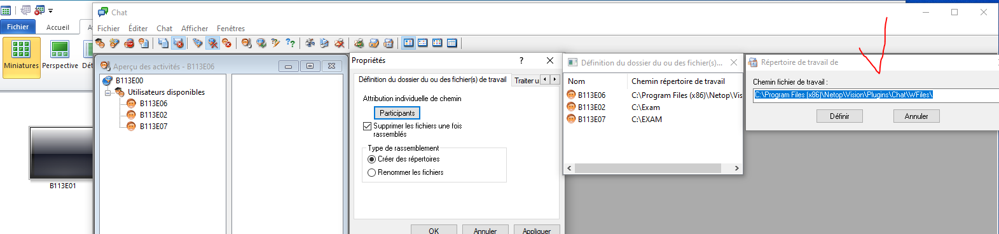 Chat
Fichier
Accueil
Fichier Éditer Chat Afficher Fenêtres
Miniatures
Perspective
Aperçu des activités - B113E06
B113E00
Utilisateurs disponibles
B113E06
B113E02
B113E07
B113E01
Propriétés
Définition du dossier du ou des fichier(s) de travail
Traiter u
Attribution individuelle de chemin
Participants
Supprimer les fichiers une fois
rassemblés
Type de rassemblement
Créer des répertoires
Renommer les fichiers
OK
Annuler
Appliquer
Définition du dossier du ou des fichier(s)...
Nom Chemin répertoire de travail
B113E06 C:\Program Files (x86)\Netop\Vis
B113E02 C:\Exam
B113E07 C:\EXAM
Répertoire de travail de
Chemin fichier de travail :
C:\Program Files (x86)\Netop\Vision\Plugins\Chat\WFiles\
Définir
Annuler